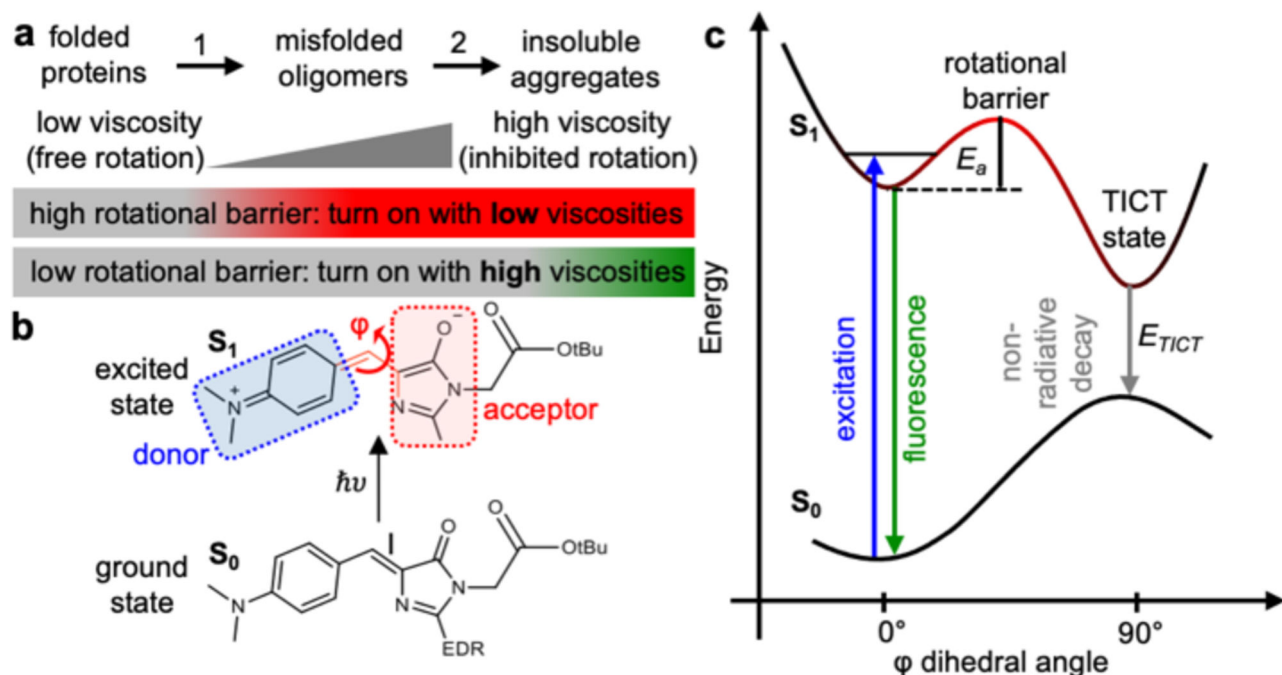 a
folded
proteins
1
misfolded
oligomers
2
insoluble
aggregates
low viscosity
(free rotation)
high viscosity
(inhibited rotation)
high rotational barrier: turn on with low viscosities
low rotational barrier: turn on with high viscosities
b
excited
state
S1
φ
O−
O
OtBu
N
N
N+
donor
acceptor
ħυ
ground
state
S0
I
O
O
OtBu
N
N
N
EDR
c
Energy
S1
rotational
barrier
Ea
TICT
state
excitation
fluorescence
non-
radiative
decay
ETICT
S0
0°
90°
φ dihedral angle